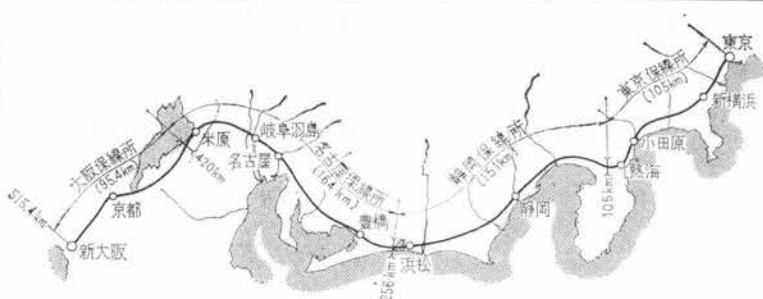 東京
東京保線所
(105km)
新横浜
小田原
熱海
105km
静岡保線所
(151km)
静岡
浜松
256km
豊橋
名古屋保線所
(164km)
名古屋
岐阜羽島
米原
420km
大阪保線所
(95.4km)
京都
515.4km
新大阪